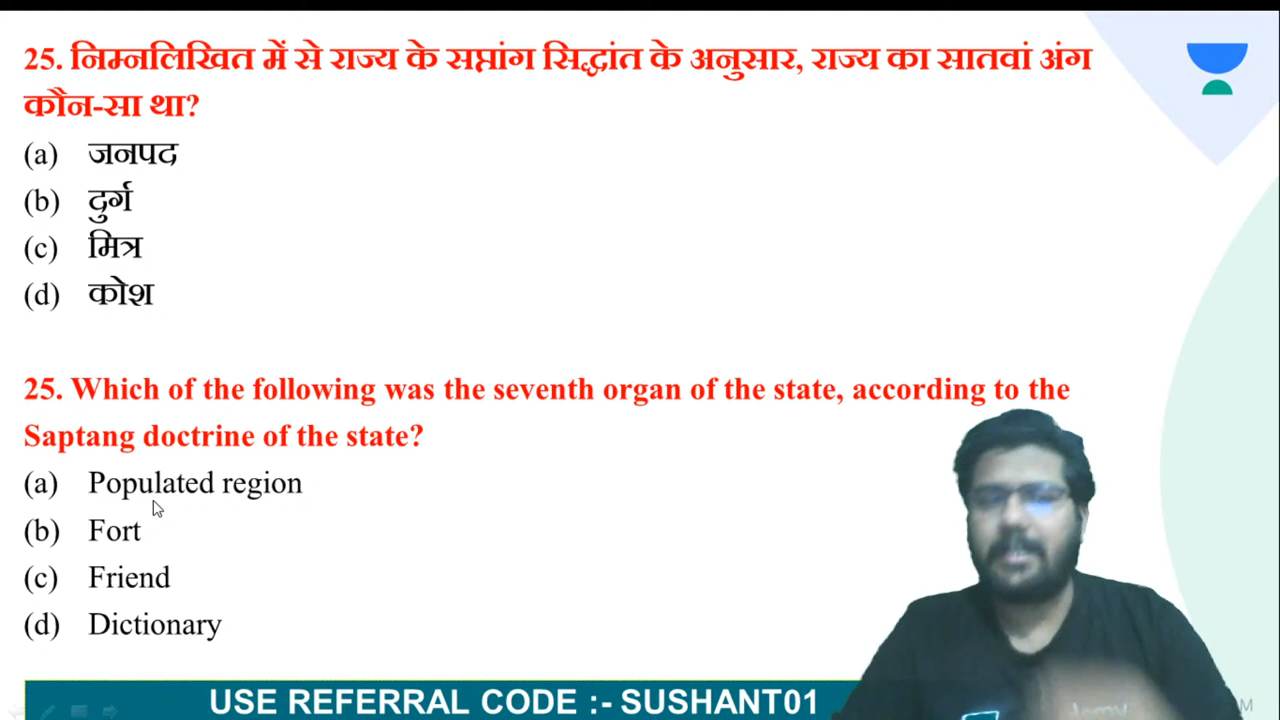 25. निम्नलिखित में से राज्य के सप्तांग सिद्धांत के अनुसार, राज्य का सातवां अंग
कौन-सा था?
(a) जनपद
(b) दुर्ग
(c) मित्र
(d) कोश
25. Which of the following was the seventh organ of the state, according to the
Saptang doctrine of the state?
(a) Populated region
(b) Fort
(c) Friend
(d) Dictionary
USE REFERRAL CODE :- SUSHANT01